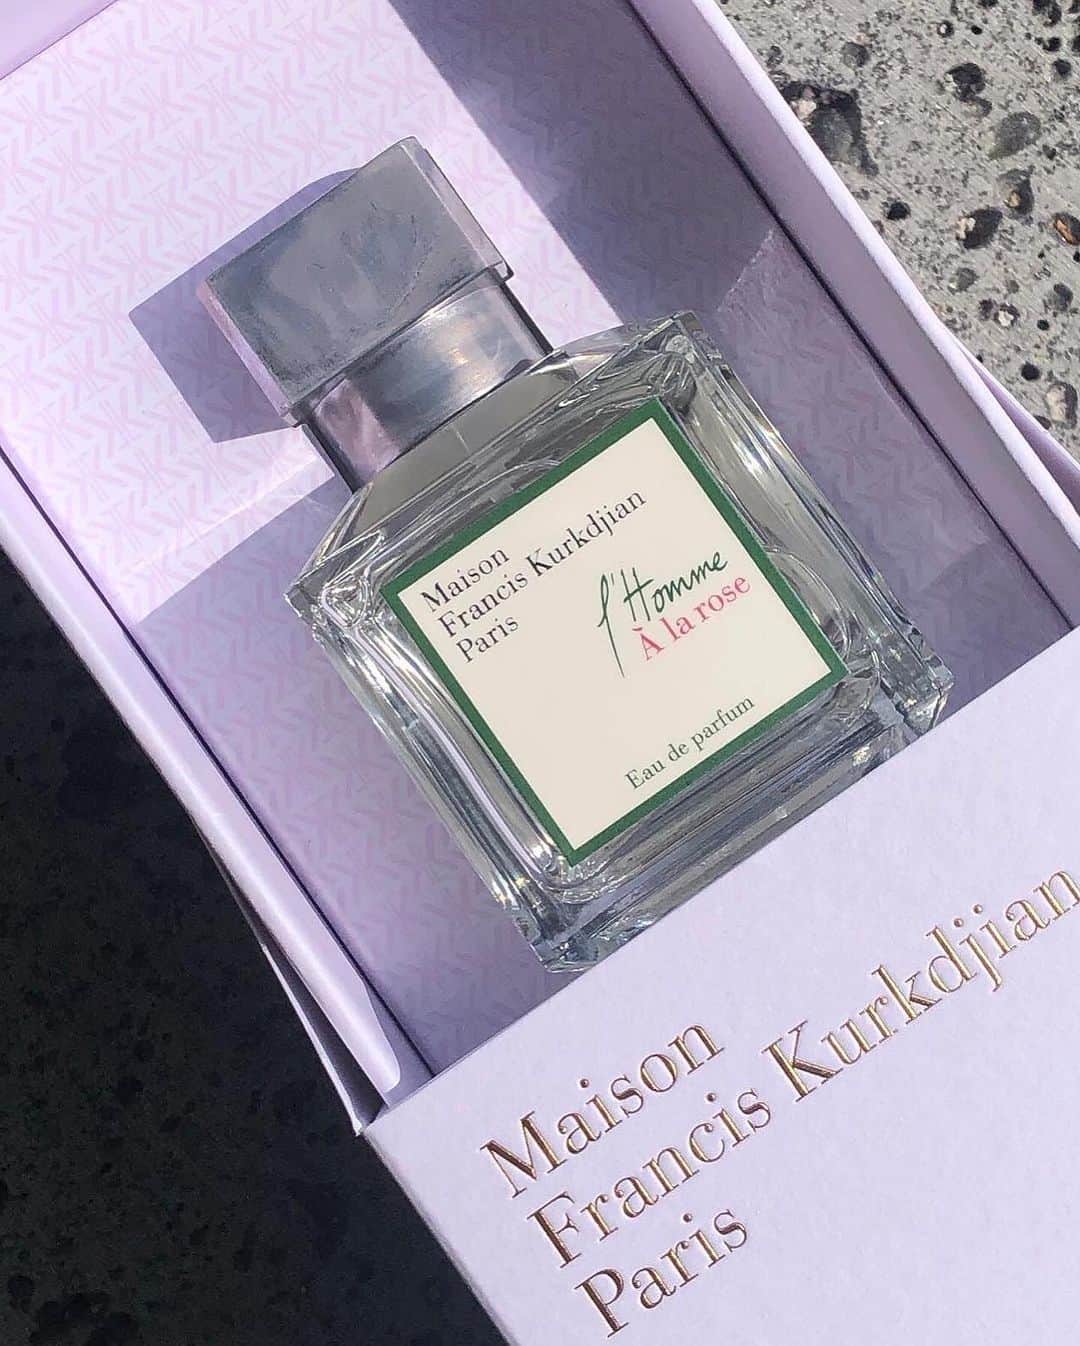 Maison
Francis Kurkdjian
Paris
l'Homme
À la rose
Eau de parfum
Maison
Francis Kurkdjian
Paris